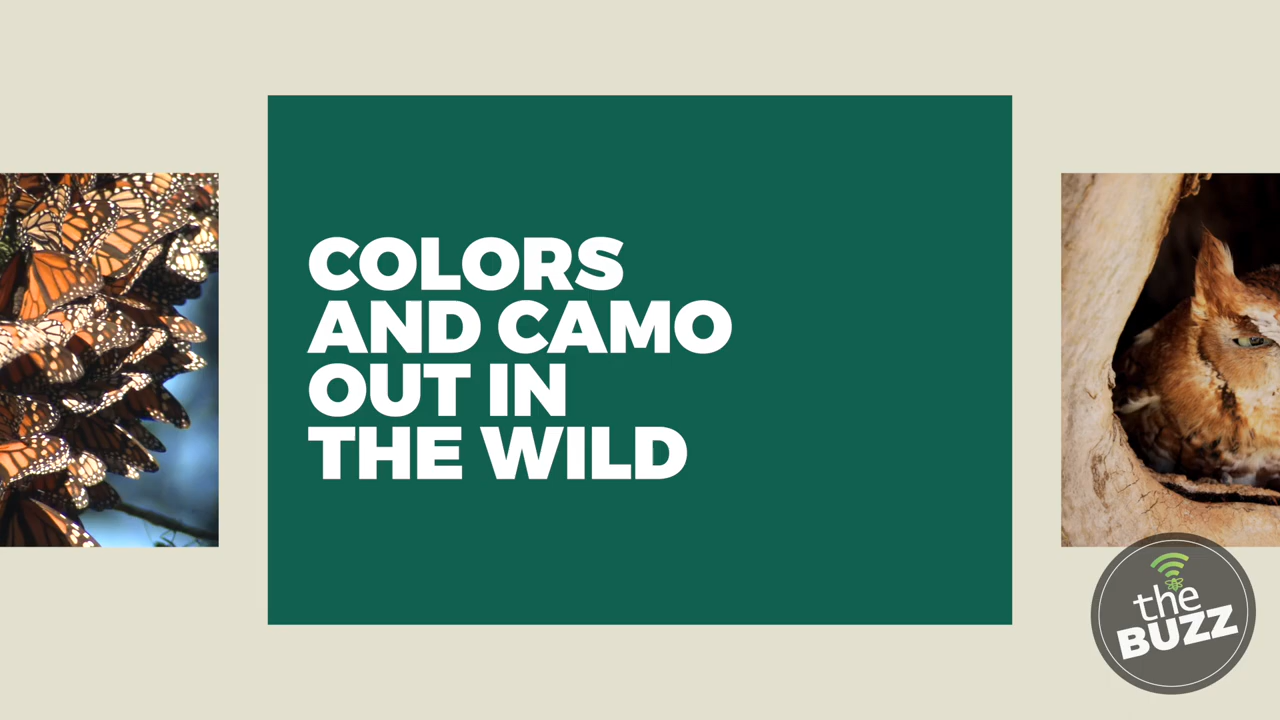 COLORS
AND CAMO
OUT IN
THE WILD
the
BUZZ